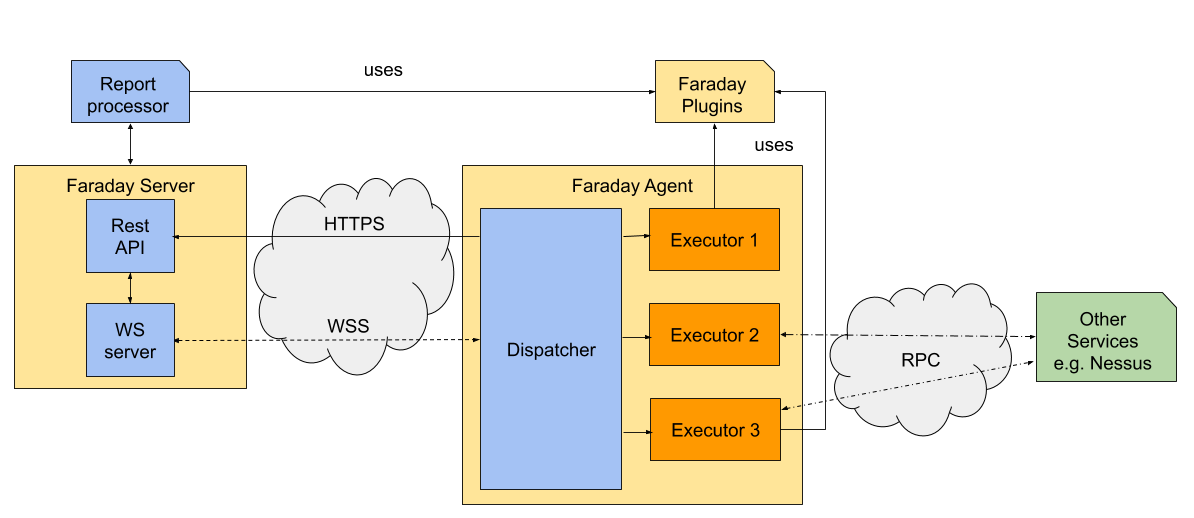 uses
Report
processor
Faraday
Plugins
uses
Faraday Server
Faraday Agent
Rest
API
HTTPS
Executor 1
WS
server
WSS
Dispatcher
Executor 2
Other
Services
e.g. Nessus
RPC
Executor 3